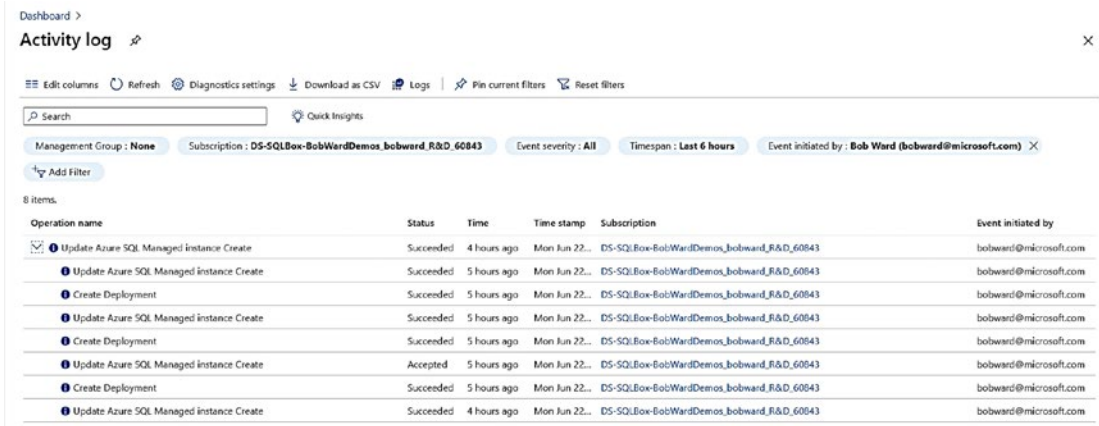 Dashboard >
Activity log
Edit columns Refresh Diagnostics settings Download as CSV Logs Pin current filters Reset filters
Search Quick Insights
Management Group : None Subscription : DS-SQLBox-BobWardDemos_bobward_R&D_60843 Event severity : All Timespan : Last 6 hours Event initiated by : Bob Ward (bobward@microsoft.com)
Add Filter
8 items.
Operation name Status Time Time stamp Subscription Event initiated by
Update Azure SQL Managed instance Create Succeeded 4 hours ago Mon Jun 22... DS-SQLBox-BobWardDemos_bobward_R&D_60843 bobward@microsoft.com
Update Azure SQL Managed instance Create Succeeded 5 hours ago Mon Jun 22... DS-SQLBox-BobWardDemos_bobward_R&D_60843 bobward@microsoft.com
Create Deployment Succeeded 5 hours ago Mon Jun 22... DS-SQLBox-BobWardDemos_bobward_R&D_60843 bobward@microsoft.com
Update Azure SQL Managed instance Create Succeeded 5 hours ago Mon Jun 22... DS-SQLBox-BobWardDemos_bobward_R&D_60843 bobward@microsoft.com
Create Deployment Succeeded 5 hours ago Mon Jun 22... DS-SQLBox-BobWardDemos_bobward_R&D_60843 bobward@microsoft.com
Update Azure SQL Managed instance Create Accepted 5 hours ago Mon Jun 22... DS-SQLBox-BobWardDemos_bobward_R&D_60843 bobward@microsoft.com
Create Deployment Succeeded 5 hours ago Mon Jun 22... DS-SQLBox-BobWardDemos_bobward_R&D_60843 bobward@microsoft.com
Update Azure SQL Managed instance Create Succeeded 4 hours ago Mon Jun 22... DS-SQLBox-BobWardDemos_bobward_R&D_60843 bobward@microsoft.com